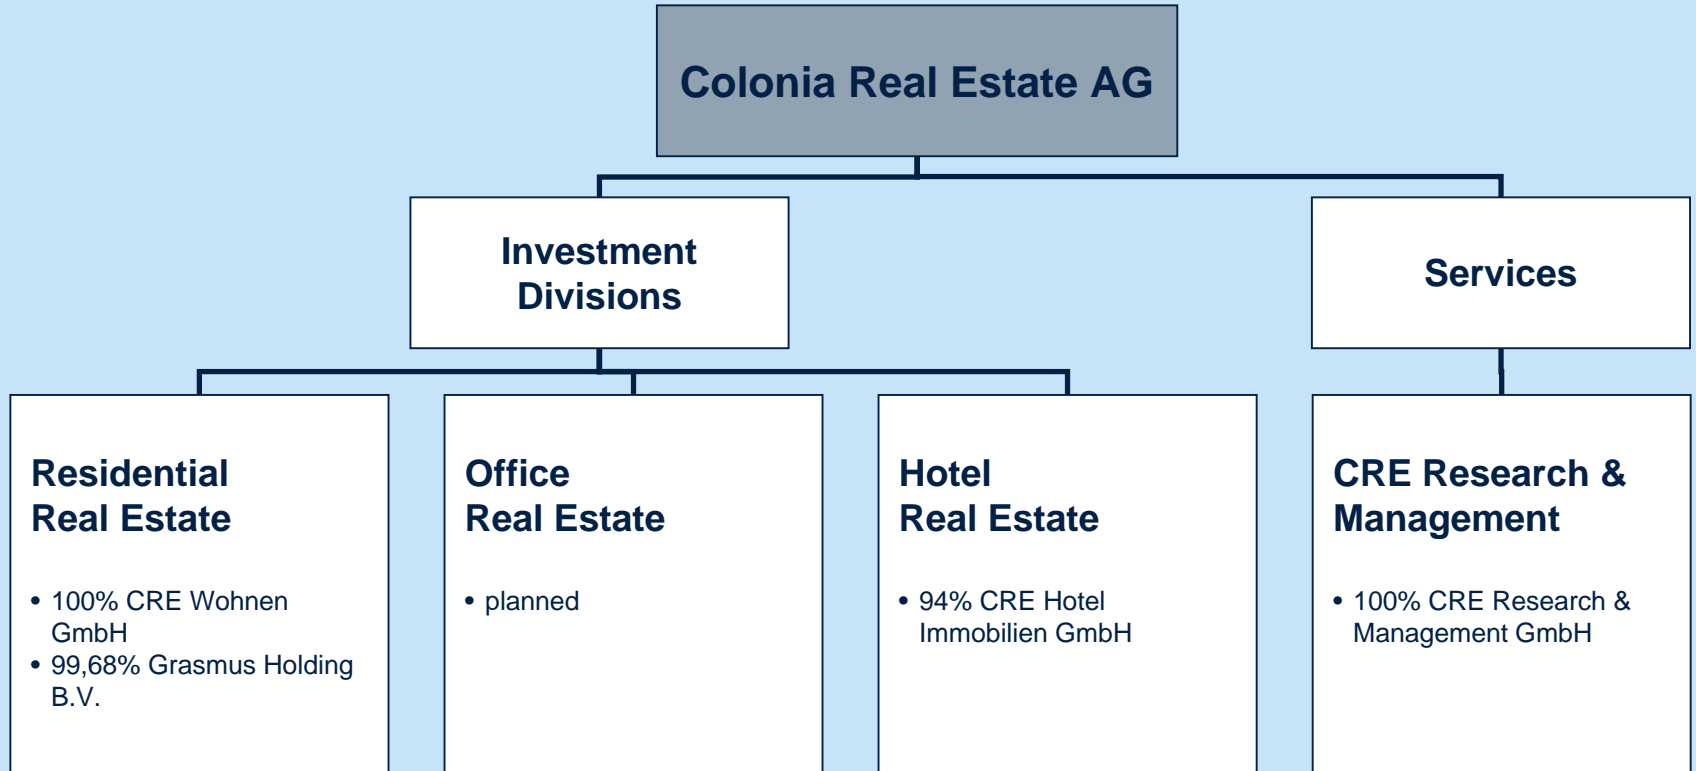 Colonia Real Estate AG
Investment
Divisions
Services
Residential
Real Estate
• 100% CRE Wohnen
GmbH
• 99,68% Grasmus Holding
B.V.
Office
Real Estate
• planned
Hotel
Real Estate
• 94% CRE Hotel
Immobilien GmbH
CRE Research &
Management
• 100% CRE Research &
Management GmbH